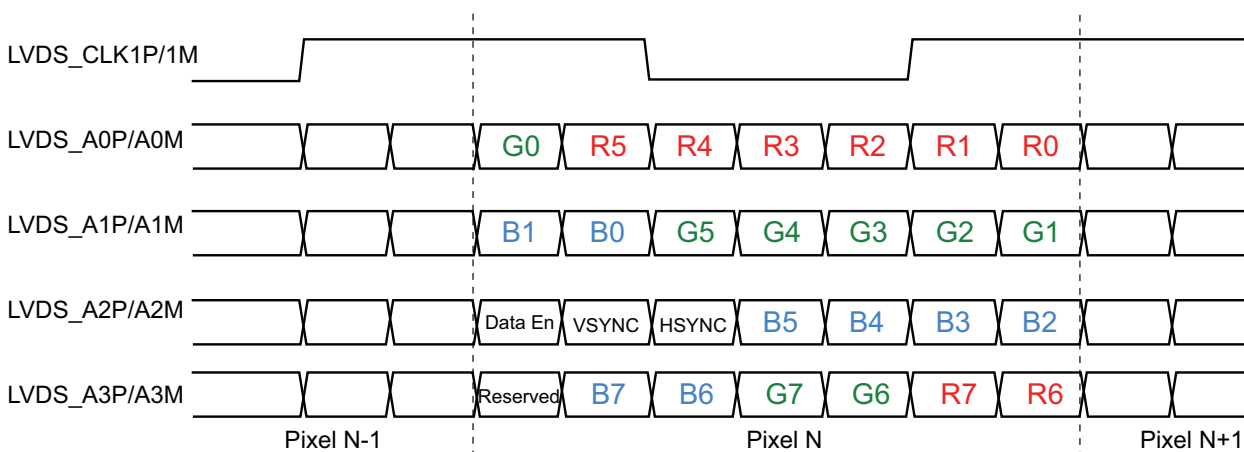 LVDS_CLK1P/1M
LVDS_A0P/A0M G0 R5 R4 R3 R2 R1 R0
LVDS_A1P/A1M B1 B0 G5 G4 G3 G2 G1
LVDS_A2P/A2M Data En VSYNC HSYNC B5 B4 B3 B2
LVDS_A3P/A3M Reserved B7 B6 G7 G6 R7 R6
Pixel N-1 Pixel N Pixel N+1